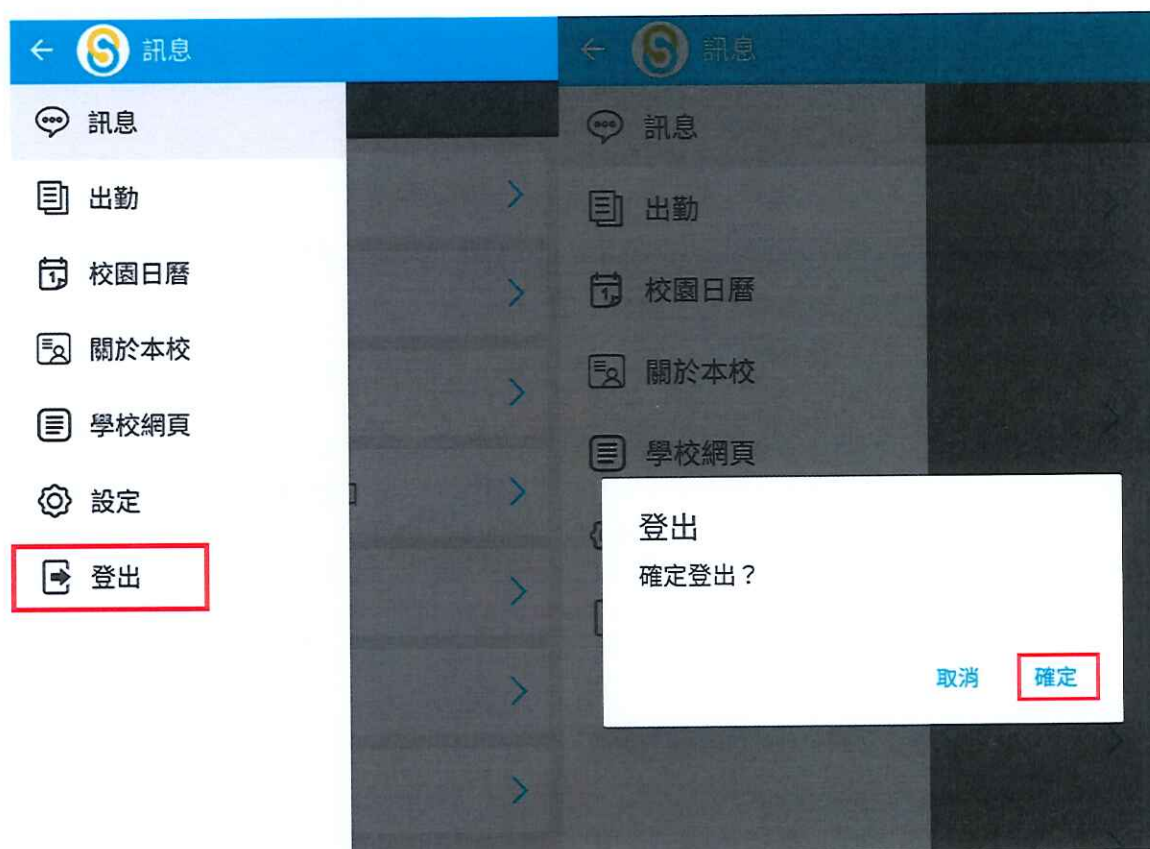 訊息
訊息
出勤
校園日曆
關於本校
學校網頁
設定
登出
訊息
訊息
出勤
校園日曆
關於本校
學校網頁
登出
確定登出？
取消 確定